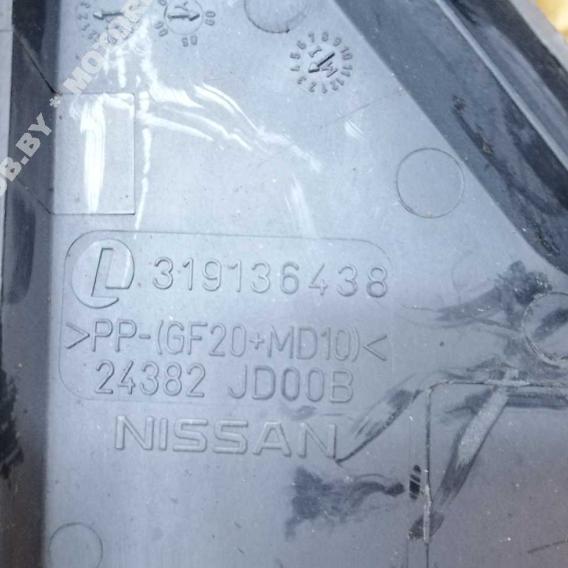 319136438
>PP-(GF20+MD10)<
24382 JD00B
NISSAN